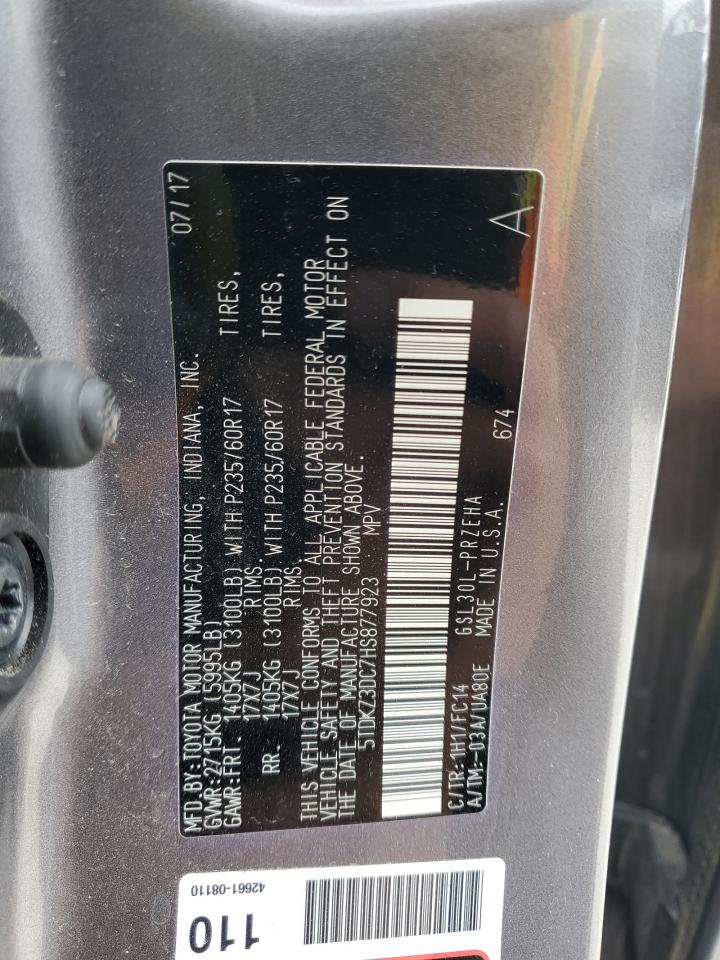 MFD BY:TOYOTA MOTOR MANUFACTURING, INDIANA, INC. 07/17
GVWR:2715KG (5995LB)
GAWR:FRT. 1405KG (3100LB) WITH P235/60R17 TIRES,
17X7J RIMS.
RR. 1405KG (3100LB) WITH P235/60R17 TIRES,
17X7J RIMS.
THIS VEHICLE CONFORMS TO ALL APPLICABLE FEDERAL MOTOR
VEHICLE SAFETY AND THEFT PREVENTION STANDARDS IN EFFECT ON
THE DATE OF MANUFACTURE SHOWN ABOVE.
5TDKZ3DC7HS877923 MPV
C/TR:1H1/FC14 GSL30L-PRZEHA
A/TM:-03A/UA80E MADE IN U.S.A. 674
A
42661-08110
110